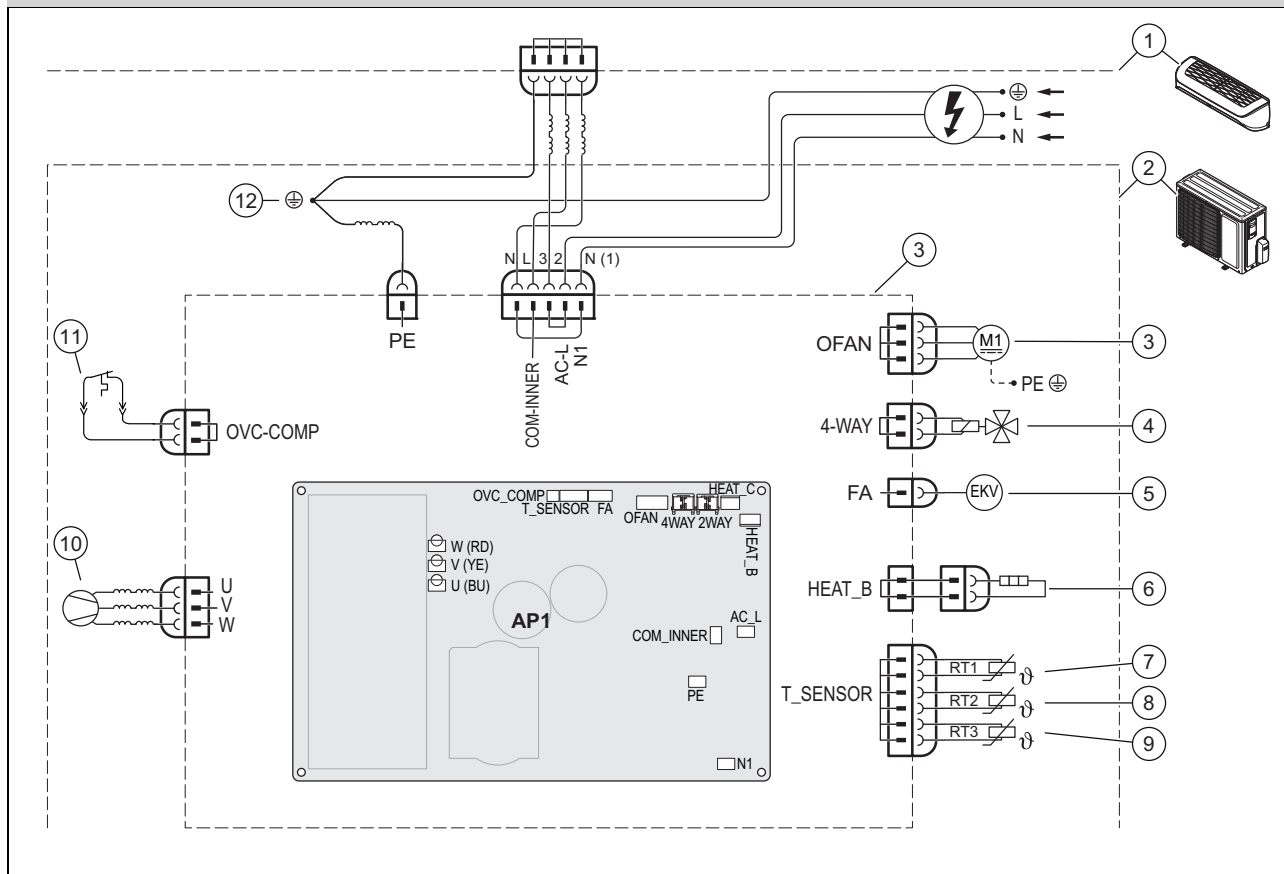 1
L
N
2
12
N L 3 2 N (1)
3
PE
COM-INNER
AC-L
N1
OFAN
M1
3
PE
11
OVC-COMP
4-WAY
4
FA
EKV
5
OVC_COMP
T_SENSOR FA
OFAN
4WAY 2WAY
HEAT_C
HEAT_B
W (RD)
V (YE)
U (BU)
AP1
COM_INNER
AC_L
PE
N1
10
U
V
W
HEAT_B
6
T_SENSOR
RT1 ϑ
7
RT2 ϑ
8
RT3 ϑ
9